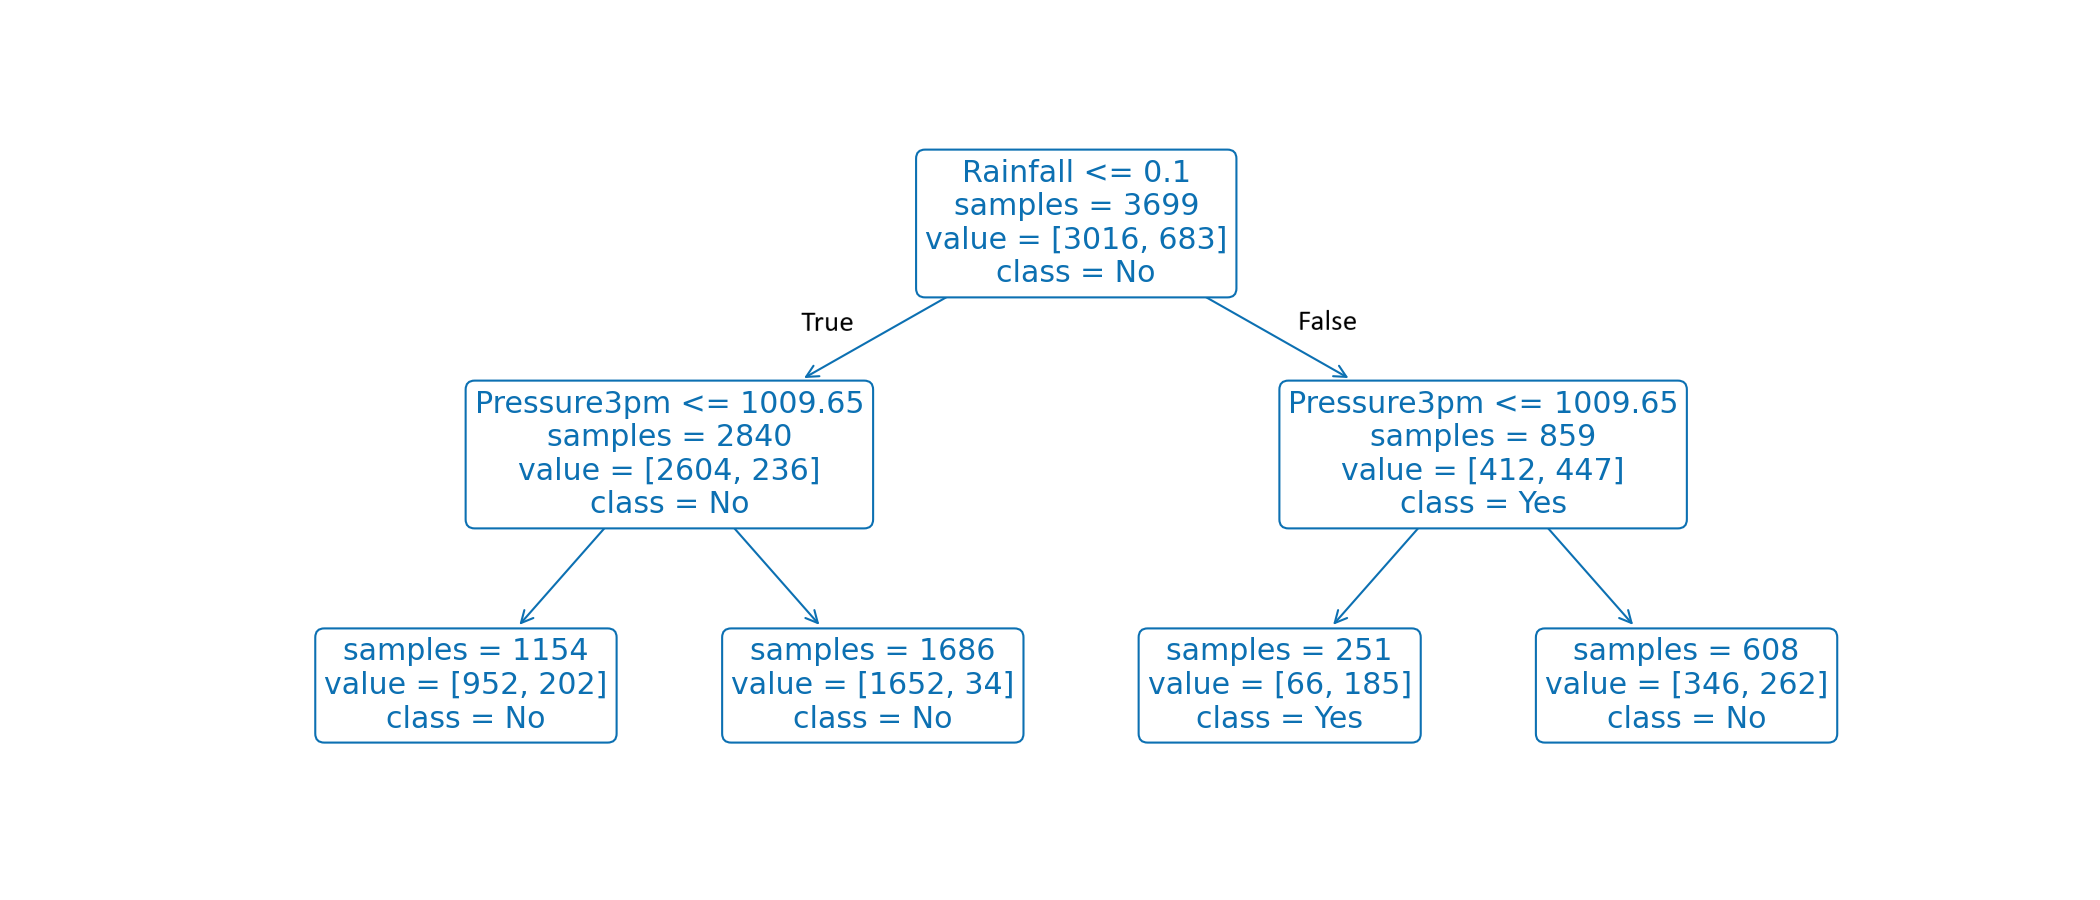 Rainfall <= 0.1
samples = 3699
value = [3016, 683]
class = No
True
False
Pressure3pm <= 1009.65
samples = 2840
value = [2604, 236]
class = No
Pressure3pm <= 1009.65
samples = 859
value = [412, 447]
class = Yes
samples = 1154
value = [952, 202]
class = No
samples = 1686
value = [1652, 34]
class = No
samples = 251
value = [66, 185]
class = Yes
samples = 608
value = [346, 262]
class = No